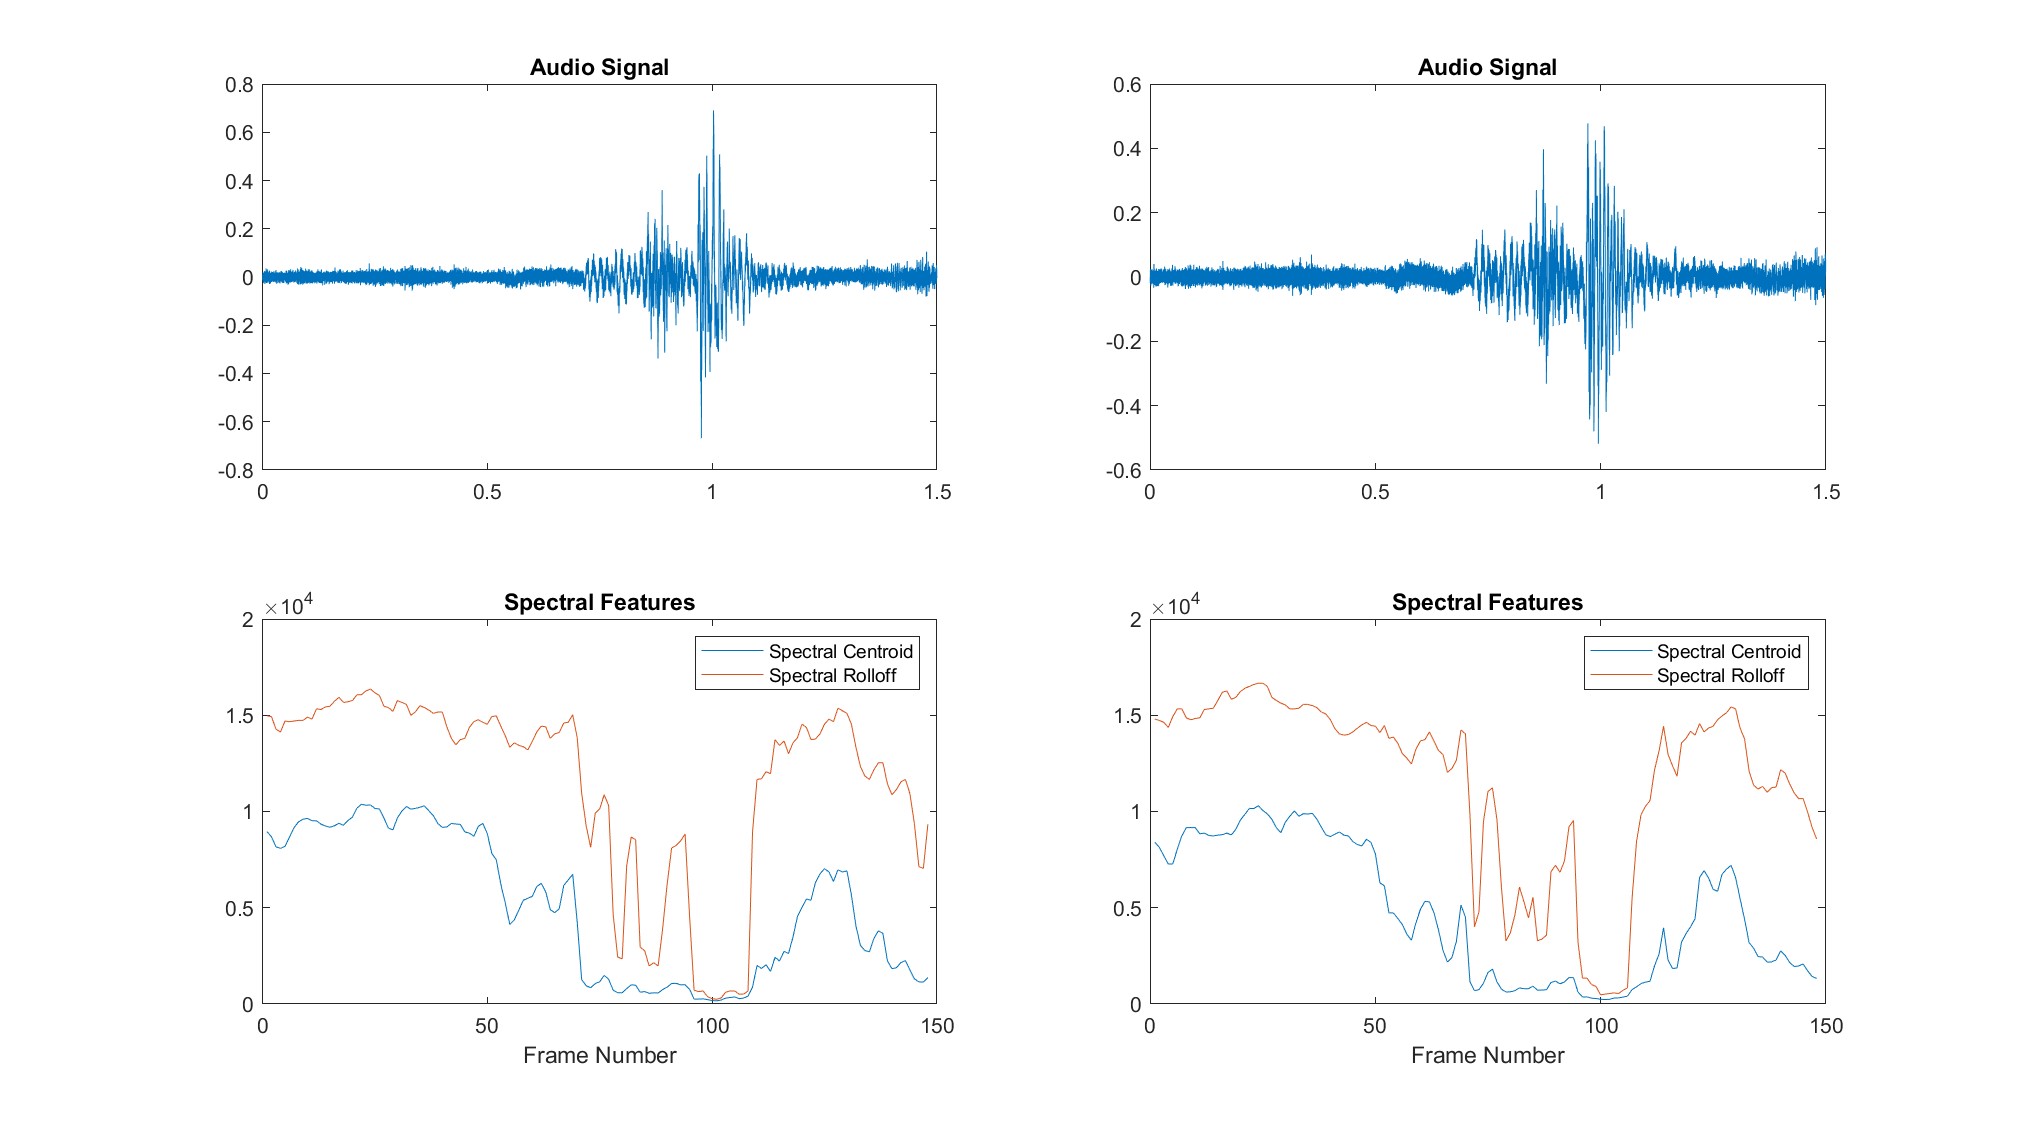 Audio Signal
0.8
0.6
0.4
0.2
0
-0.2
-0.4
-0.6
-0.8
0 0.5 1 1.5
Audio Signal
0.6
0.4
0.2
0
-0.2
-0.4
-0.6
0 0.5 1 1.5
Spectral Features
×10^4
2
1.5
1
0.5
0
Spectral Centroid
Spectral Rolloff
0 50 100 150
Frame Number
Spectral Features
×10^4
2
1.5
1
0.5
0
Spectral Centroid
Spectral Rolloff
0 50 100 150
Frame Number